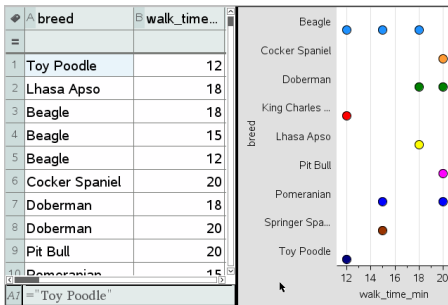 A breed B walk_time...
=
1 Toy Poodle 12
2 Lhasa Apso 18
3 Beagle 18
4 Beagle 15
5 Beagle 12
6 Cocker Spaniel 20
7 Doberman 18
8 Doberman 20
9 Pit Bull 20
10 Pomeranian 15
A1 ="Toy Poodle"
breed
Beagle
Cocker Spaniel
Doberman
King Charles ...
Lhasa Apso
Pit Bull
Pomeranian
Springer Spa...
Toy Poodle
12 14 16 18 20
walk_time_min